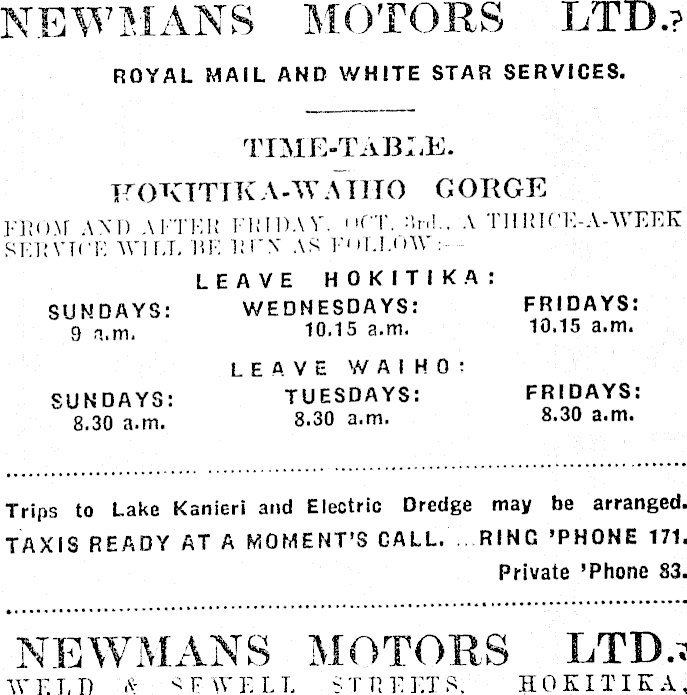 NEWMANS MOTORS LTD.
ROYAL MAIL AND WHITE STAR SERVICES.
TIME-TABLE.
HOKITIKA-WAIHO GORGE
FROM AND AFTER FRIDAY, OCT. 3rd., A THRICE-A-WEEK
SERVICE WILL BE RUN AS FOLLOW:—
LEAVE HOKITIKA:
SUNDAYS: WEDNESDAYS: FRIDAYS:
9 a.m. 10.15 a.m. 10.15 a.m.
LEAVE WAIHO:
SUNDAYS: TUESDAYS: FRIDAYS:
8.30 a.m. 8.30 a.m. 8.30 a.m.
Trips to Lake Kanieri and Electric Dredge may be arranged.
TAXIS READY AT A MOMENT'S CALL. ...RING 'PHONE 171.
Private 'Phone 83.
NEWMANS MOTORS LTD.
WELD & SEWELL STREETS, HOKITIKA.